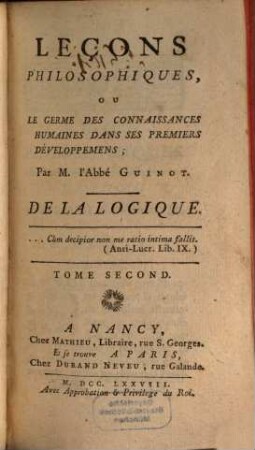 LEÇONS
PHILOSOPHIQUES,
OU
LE GERME DES CONNAISSANCES
HUMAINES DANS SES PREMIERS
DÉVELOPPEMENS;
Par M. l'Abbé GUINOT.
DE LA LOGIQUE.
... Cùm decipior non me ratio intima fallit.
(Anti-Lucr. Lib. IX.)
TOME SECOND.
A NANCY,
Chez MATHIEU, Libraire, rue S. Georges.
Et se trouve A PARIS,
Chez DURAND NEVEU, rue Galande.
M. DCC. LXXVIII.
Avec Approbation & Privilege du Roi.